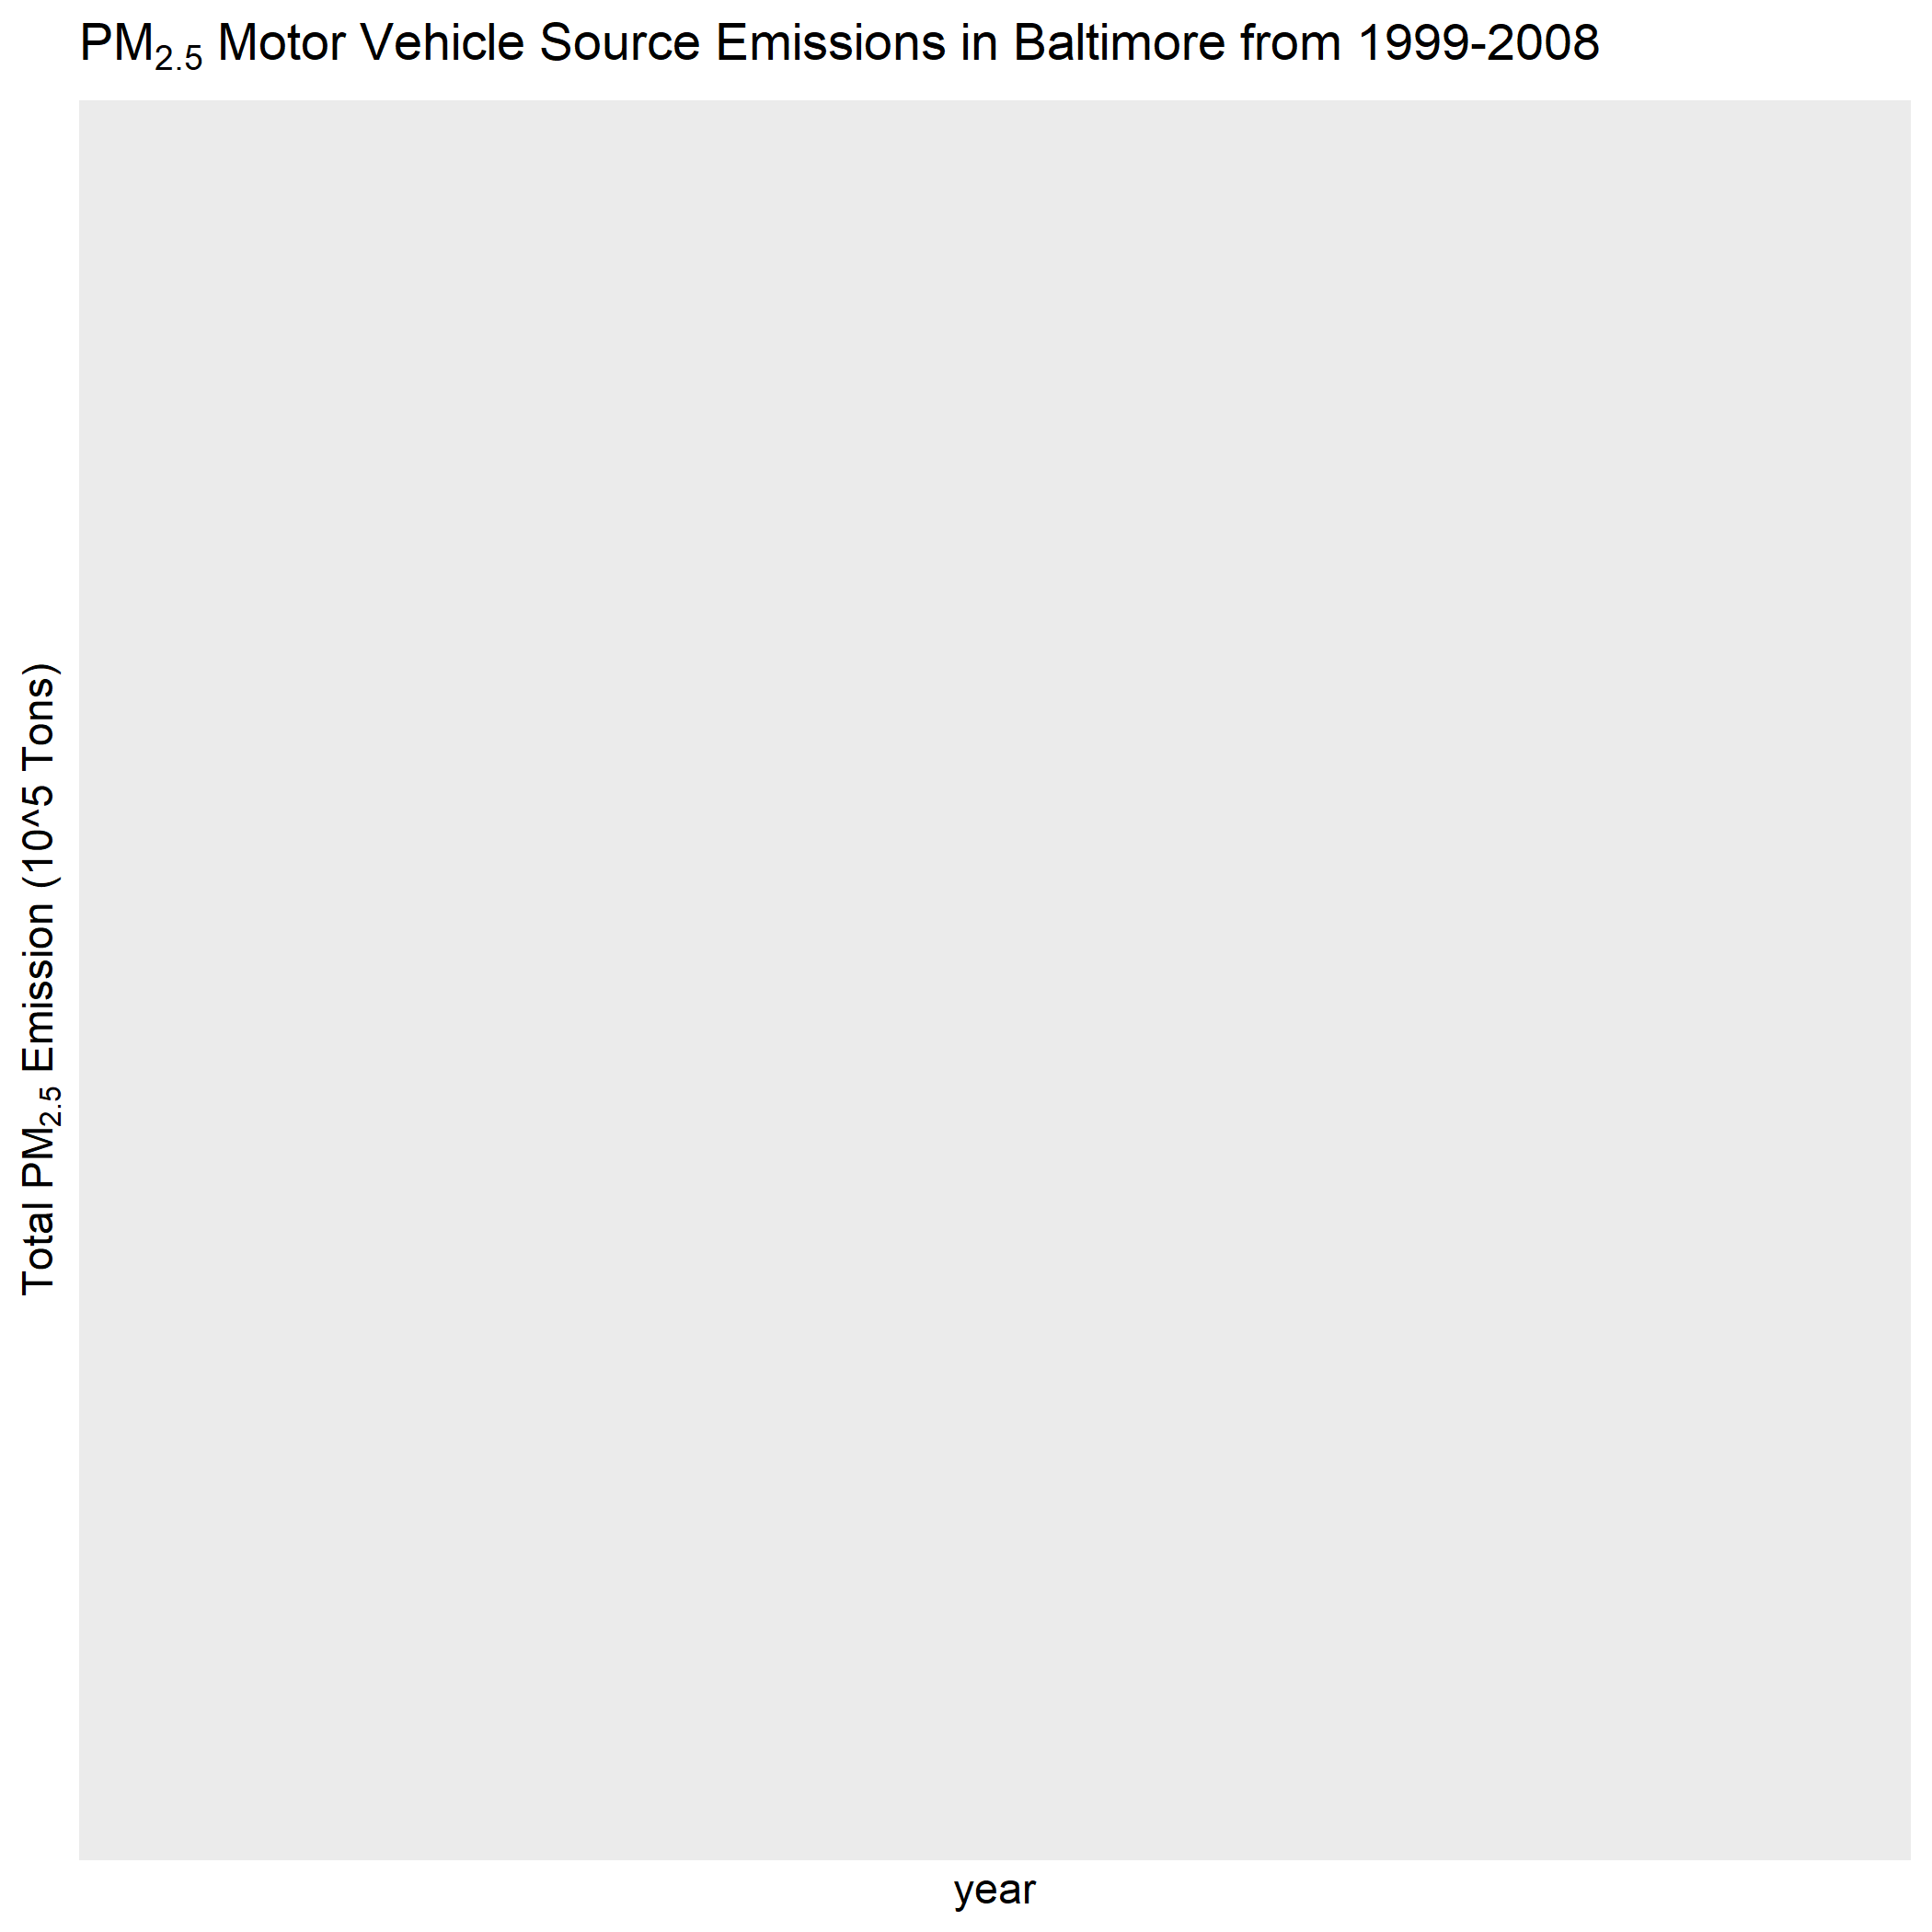 PM2.5 Motor Vehicle Source Emissions in Baltimore from 1999-2008
Total PM2.5 Emission (10^5 Tons)
year